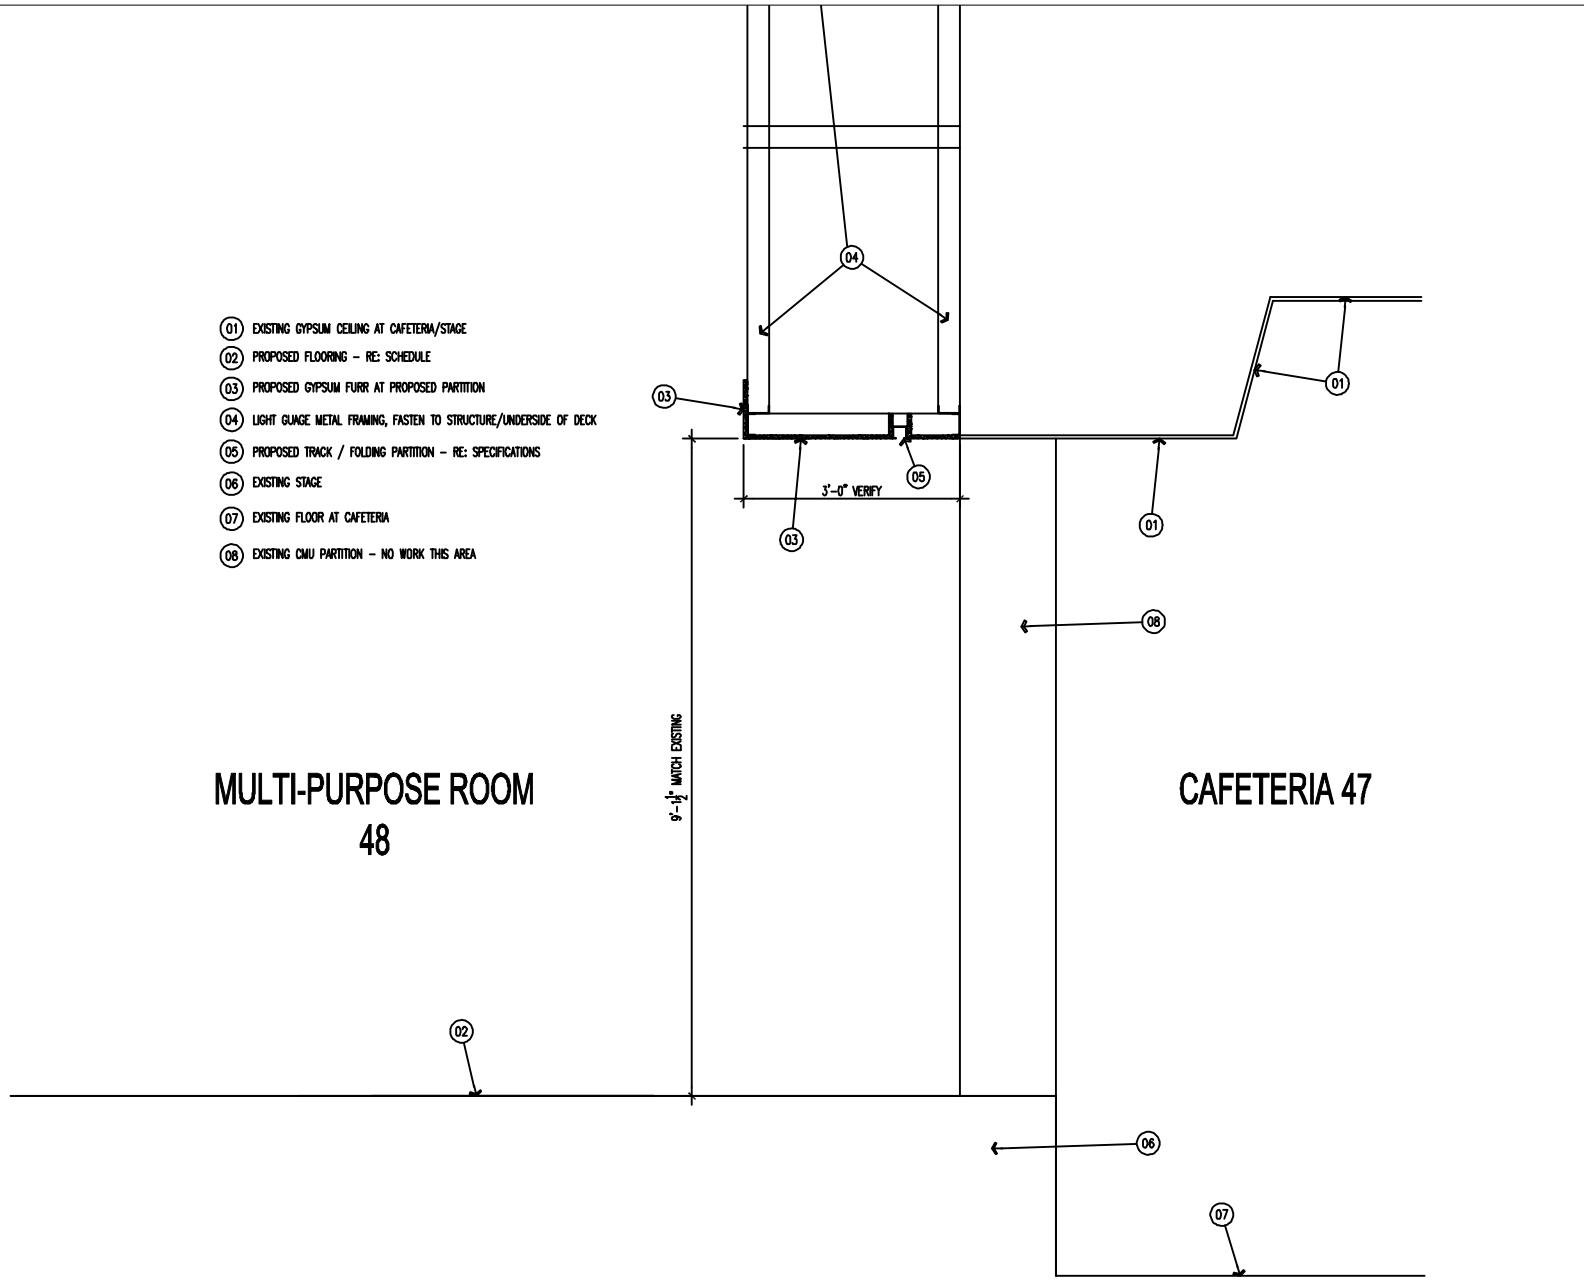 04
01 EXISTING GYPSUM CEILING AT CAFETERIA/STAGE
02 PROPOSED FLOORING - RE: SCHEDULE
03 PROPOSED GYPSUM FURR AT PROPOSED PARTITION
04 LIGHT GUAGE METAL FRAMING, FASTEN TO STRUCTURE/UNDERSIDE OF DECK
05 PROPOSED TRACK / FOLDING PARTITION - RE: SPECIFICATIONS
06 EXISTING STAGE
07 EXISTING FLOOR AT CAFETERIA
08 EXISTING CMU PARTITION - NO WORK THIS AREA
03
01
05
3'-0" VERIFY
03
01
08
9'-1 1/2" MATCH EXISTING
MULTI-PURPOSE ROOM
48
CAFETERIA 47
02
06
07